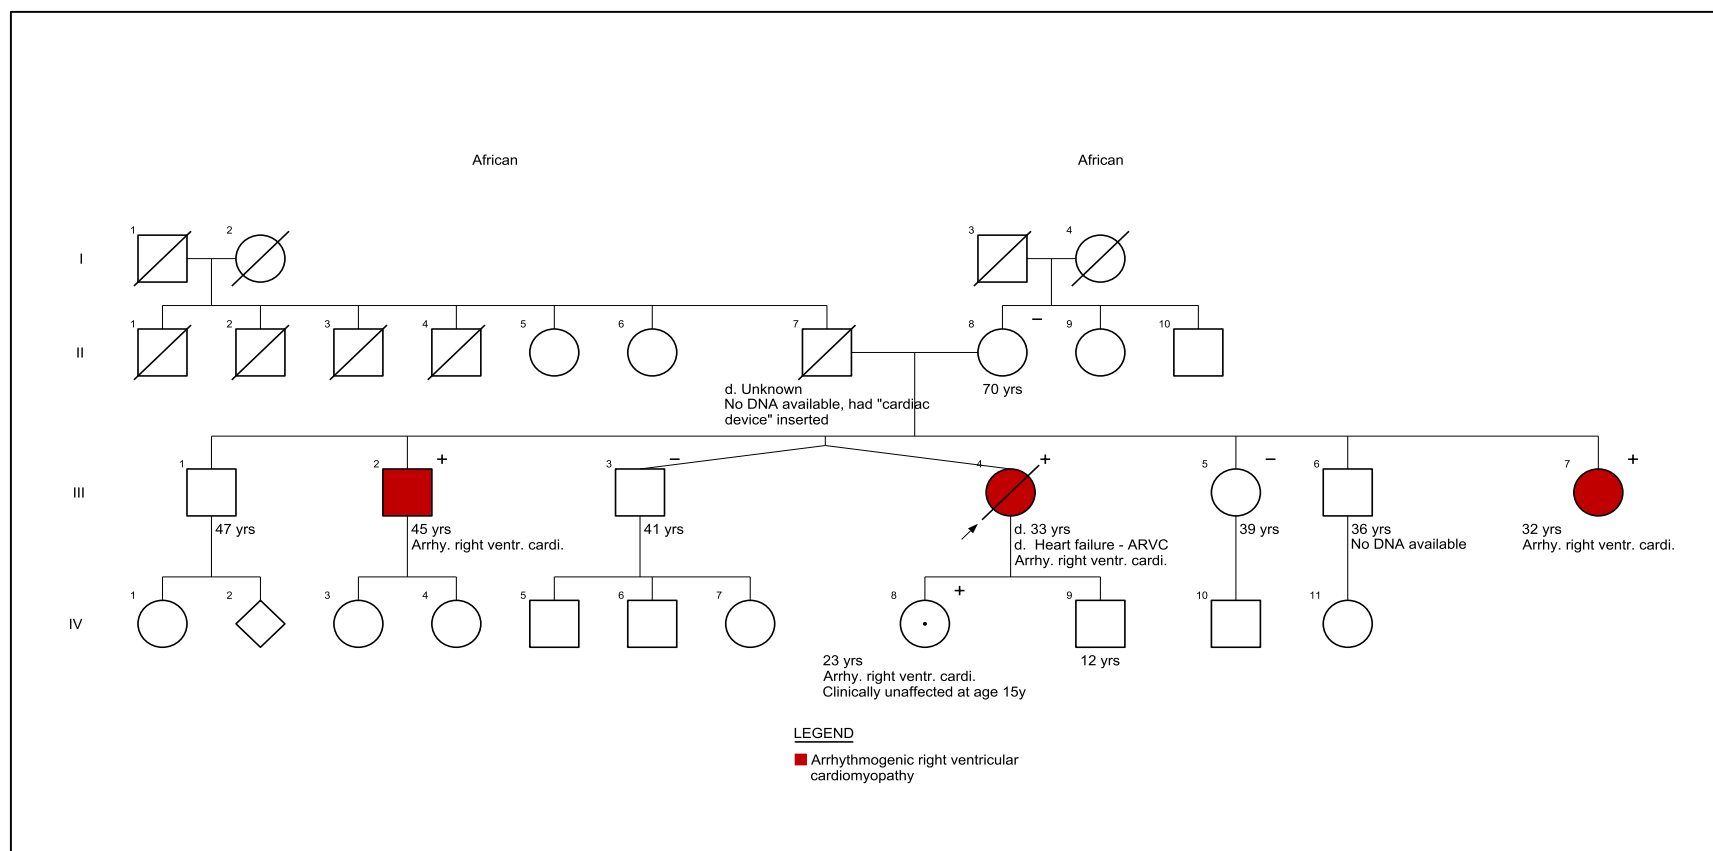 African African
1 2 3 4
I
1 2 3 4 5 6 7 8 − 9 10
II
d. Unknown
No DNA available, had "cardiac
device" inserted
70 yrs
1 2 + 3 − 4 + 5 − 6 7 +
III
47 yrs
45 yrs
Arrhy. right ventr. cardi.
41 yrs
d. 33 yrs
d. Heart failure - ARVC
Arrhy. right ventr. cardi.
39 yrs
36 yrs
No DNA available
32 yrs
Arrhy. right ventr. cardi.
1 2 3 4 5 6 7 8 + 9 10 11
IV
23 yrs
Arrhy. right ventr. cardi.
Clinically unaffected at age 15y
12 yrs
LEGEND
Arrhythmogenic right ventricular
cardiomyopathy